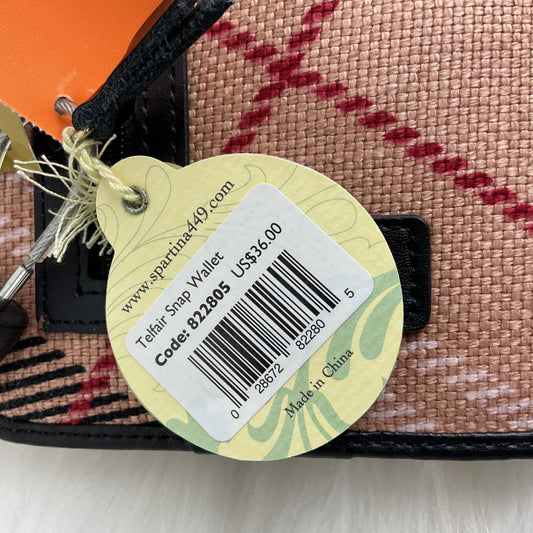 www.spartina449.com
Telfair Snap Wallet
Code: 822805 US$36.00
0 28672 82280 5
Made in China